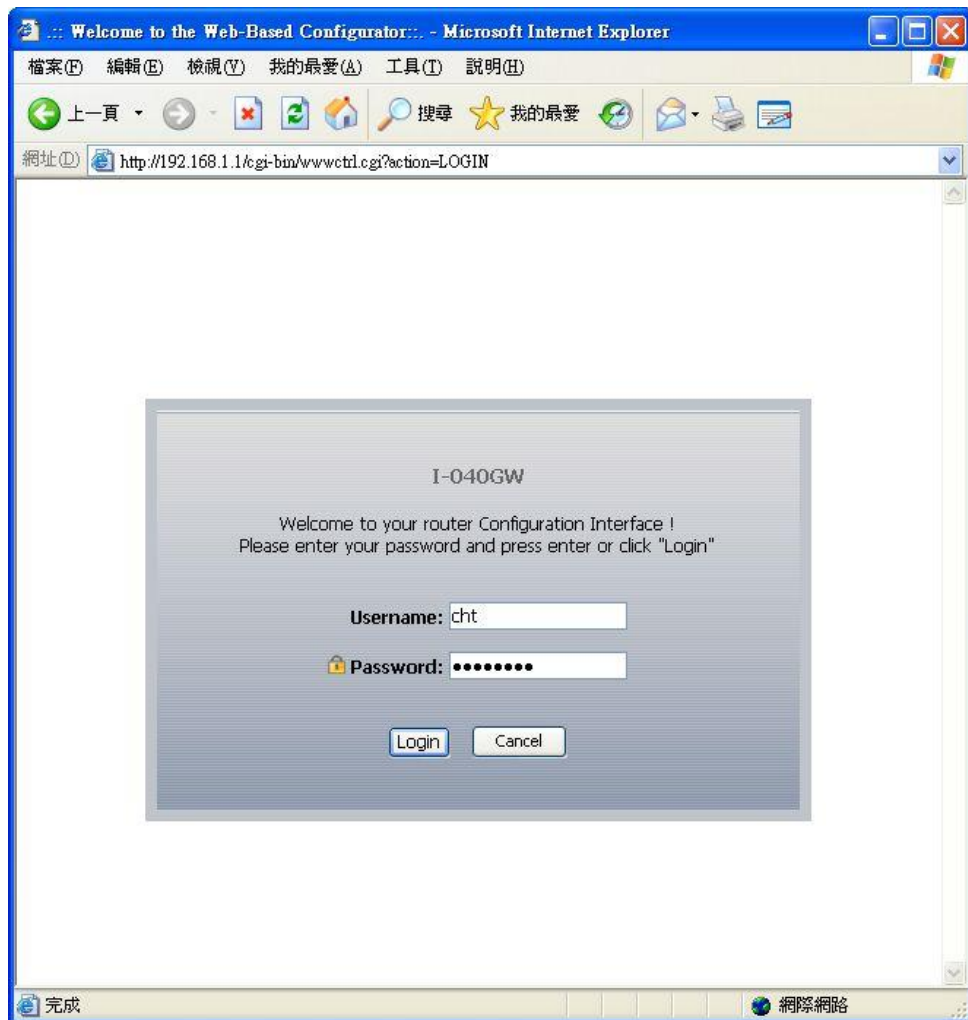 .:: Welcome to the Web-Based Configurator::. - Microsoft Internet Explorer
檔案(F) 編輯(E) 檢視(V) 我的最愛(A) 工具(T) 說明(H)
上一頁 搜尋 我的最愛
網址(D) http://192.168.1.1/cgi-bin/wwwctrl.cgi?action=LOGIN
I-040GW
Welcome to your router Configuration Interface !
Please enter your password and press enter or click "Login"
Username: cht
Password: ••••••••
Login Cancel
完成 網際網路